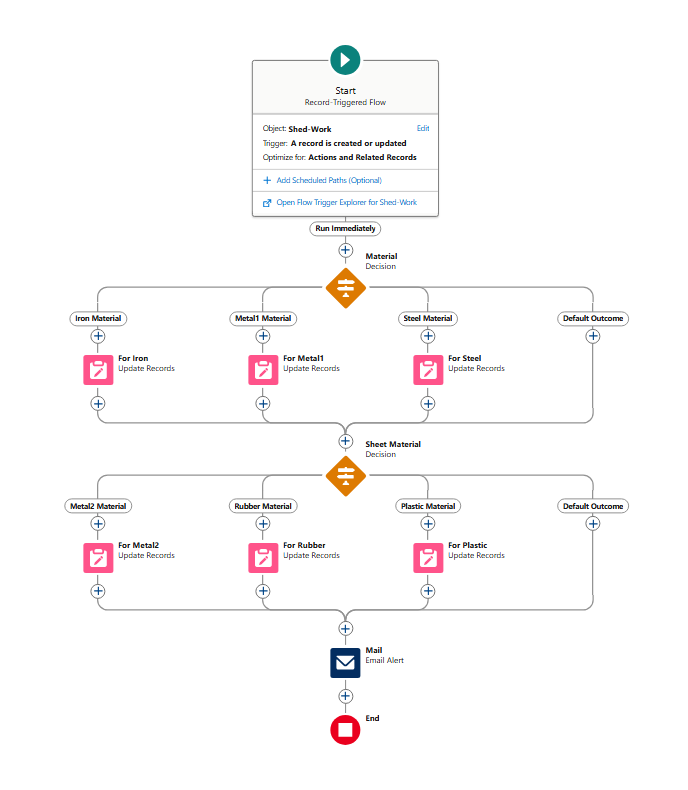 Start
Record-Triggered Flow
Object: Shed-Work Edit
Trigger: A record is created or updated
Optimize for: Actions and Related Records
Add Scheduled Paths (Optional)
Open Flow Trigger Explorer for Shed-Work
Run Immediately
Material
Decision
Iron Material Metal1 Material Steel Material Default Outcome
For Iron For Metal1 For Steel
Update Records Update Records Update Records
Sheet Material
Decision
Metal2 Material Rubber Material Plastic Material Default Outcome
For Metal2 For Rubber For Plastic
Update Records Update Records Update Records
Mail
Email Alert
End